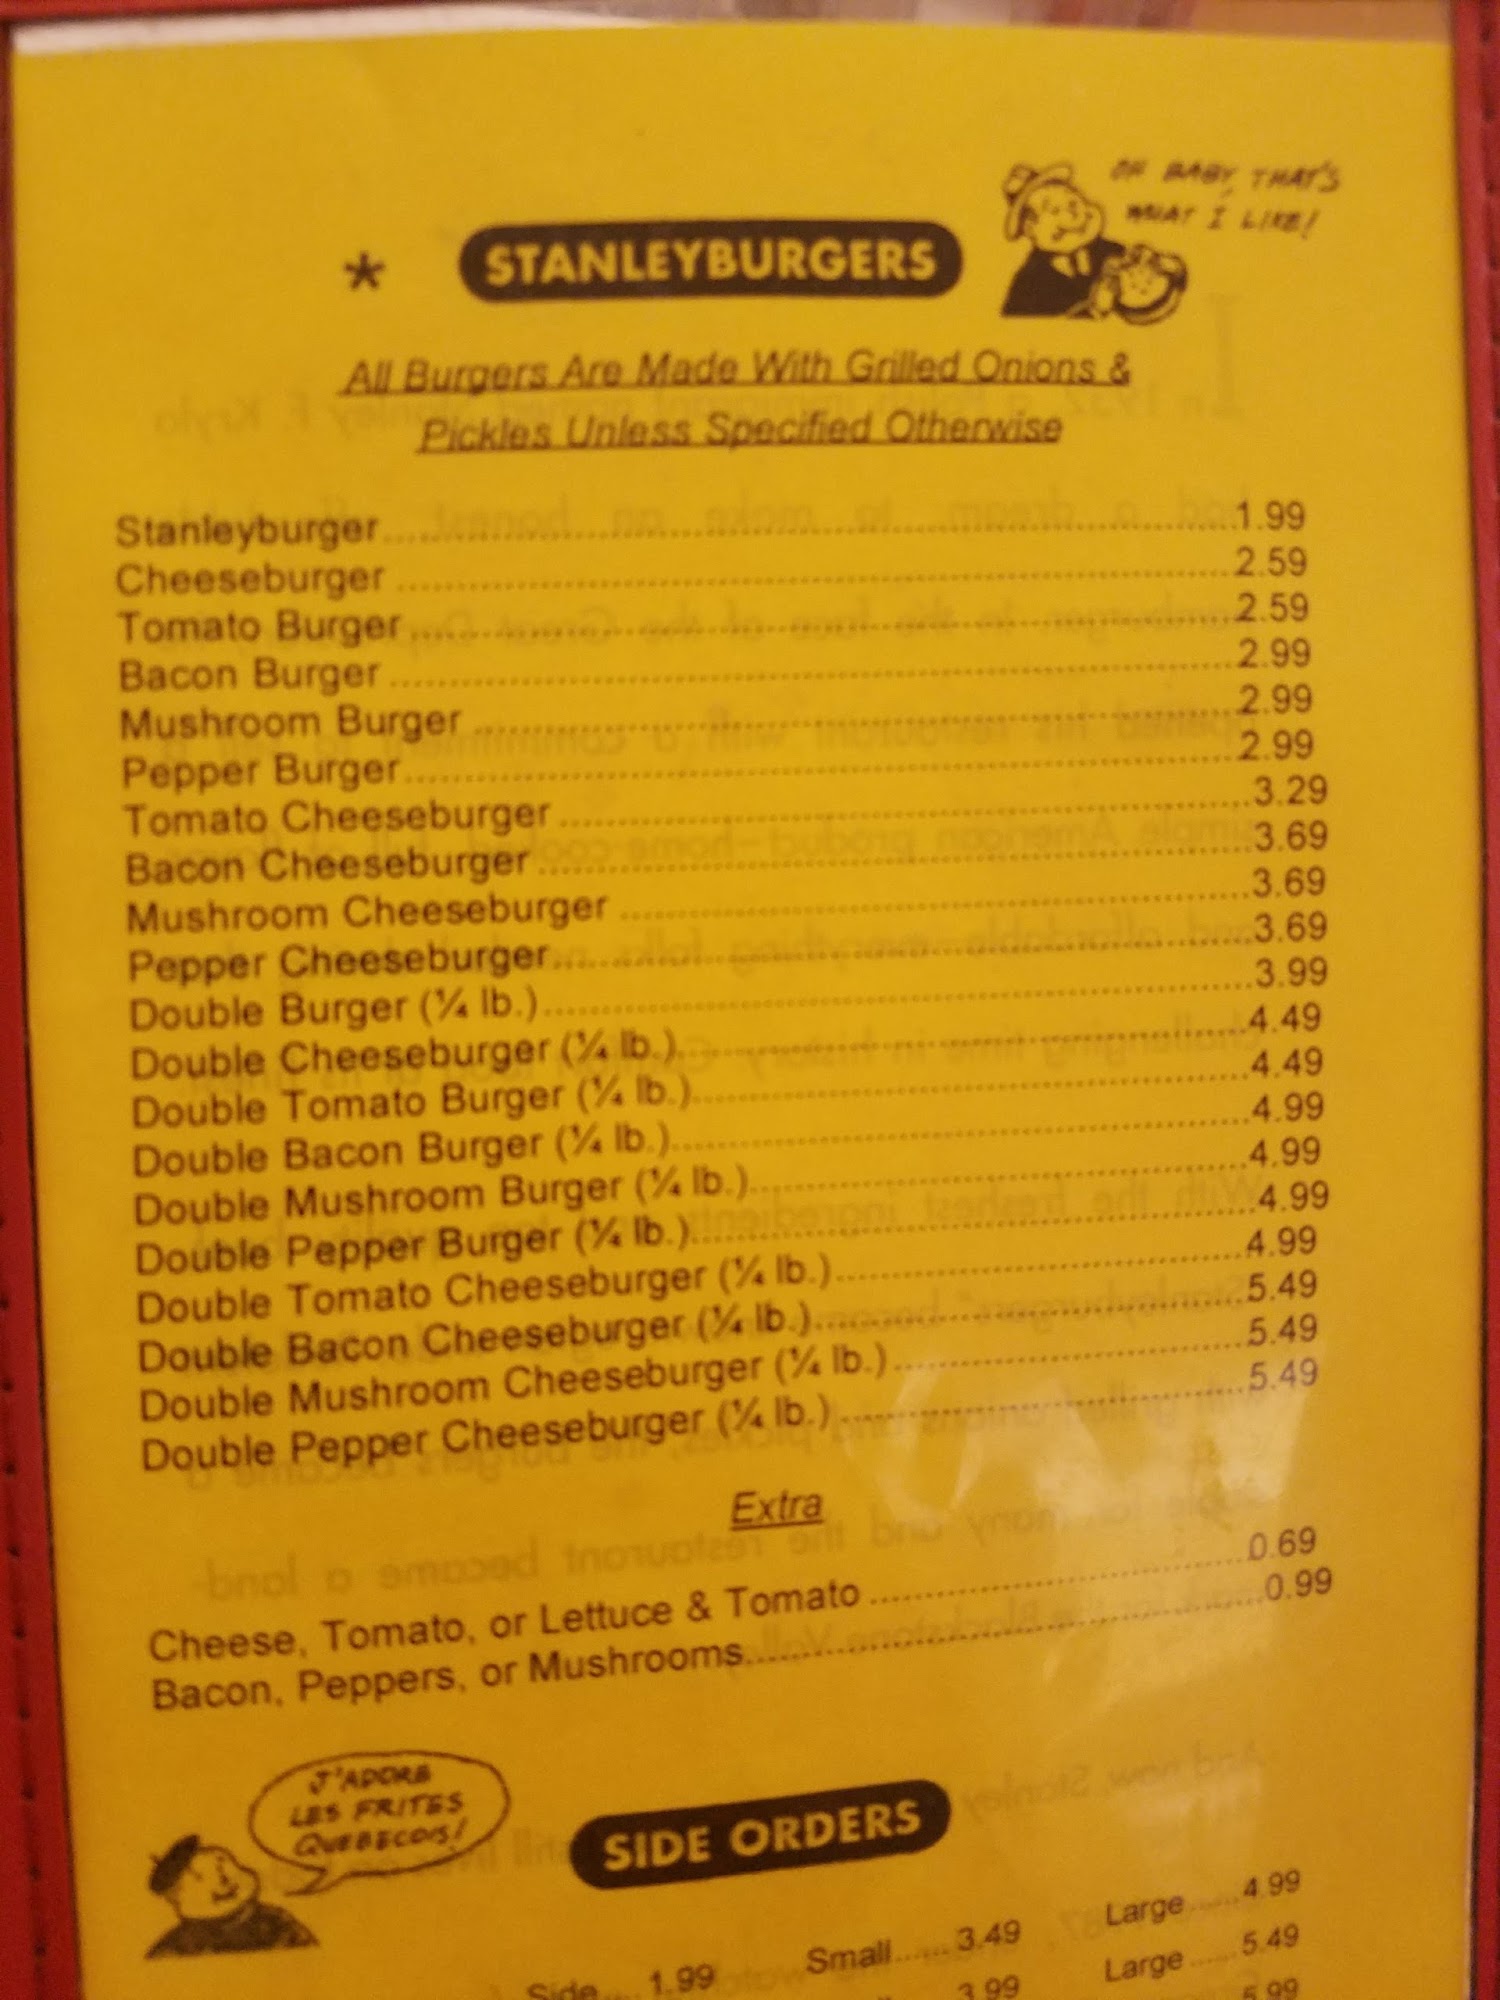 OH BABY, THAT'S
WHAT I LIKE!
* STANLEYBURGERS
All Burgers Are Made With Grilled Onions &
Pickles Unless Specified Otherwise
Stanleyburger 1.99
Cheeseburger 2.59
Tomato Burger 2.59
Bacon Burger 2.99
Mushroom Burger 2.99
Pepper Burger 2.99
Tomato Cheeseburger 3.29
Bacon Cheeseburger 3.69
Mushroom Cheeseburger 3.69
Pepper Cheeseburger 3.69
Double Burger (¼ lb.) 3.99
Double Cheeseburger (¼ lb.) 4.49
Double Tomato Burger (¼ lb.) 4.49
Double Bacon Burger (¼ lb.) 4.99
Double Mushroom Burger (¼ lb.) 4.99
Double Pepper Burger (¼ lb.) 4.99
Double Tomato Cheeseburger (¼ lb.) 4.99
Double Bacon Cheeseburger (¼ lb.) 5.49
Double Mushroom Cheeseburger (¼ lb.) 5.49
Double Pepper Cheeseburger (¼ lb.) 5.49
Extra
Cheese, Tomato, or Lettuce & Tomato 0.69
Bacon, Peppers, or Mushrooms 0.99
J'ADORE
LES FRITES
QUEBECOIS!
SIDE ORDERS
Side.... 1.99 Small...... 3.49 Large...... 4.99
3.99 Large...... 5.49
5.99